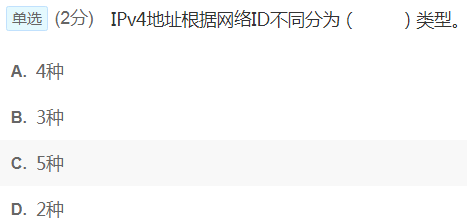 单选 (2分) IPv4地址根据网络ID不同分为（ ）类型。
A. 4种
B. 3种
C. 5种
D. 2种